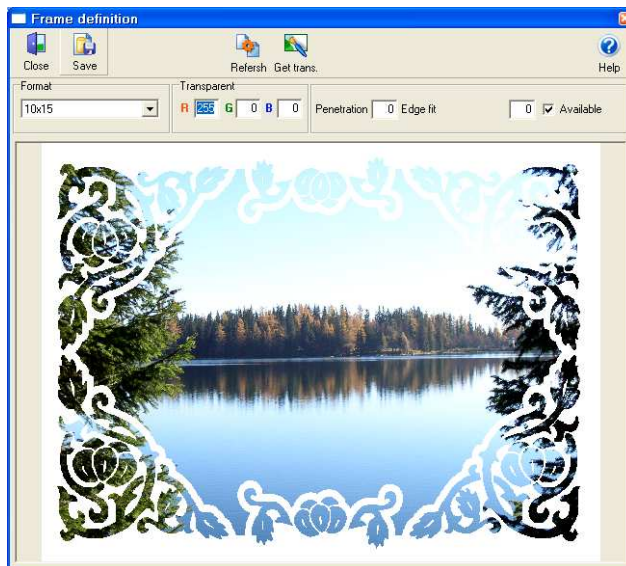 Frame definition
Close Save Refersh Get trans. Help
Format Transparent
10x15 R 255 G 0 B 0 Penetration 0 Edge fit 0 Available